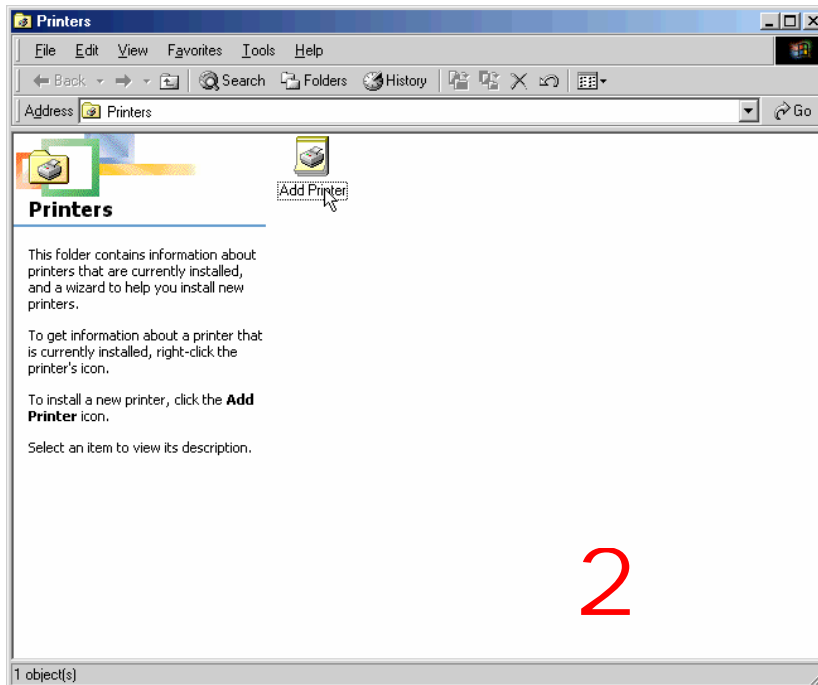 Printers
File Edit View Favorites Tools Help
Back Search Folders History
Address Printers Go
Add Printer
Printers
This folder contains information about
printers that are currently installed,
and a wizard to help you install new
printers.
To get information about a printer that
is currently installed, right-click the
printer's icon.
To install a new printer, click the Add
Printer icon.
Select an item to view its description.
2
1 object(s)